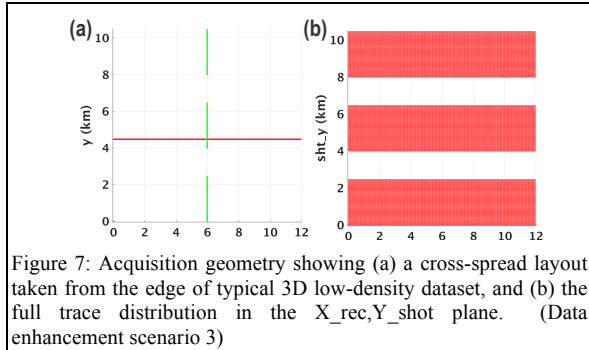 (a)
(b)
10
8
6
4
2
0
y (km)
0 2 4 6 8 10 12
10
8
6
4
2
0
sht_y (km)
0 2 4 6 8 10 12
Figure 7: Acquisition geometry showing (a) a cross-spread layout
taken from the edge of typical 3D low-density dataset, and (b) the
full trace distribution in the X_rec,Y_shot plane. (Data
enhancement scenario 3)